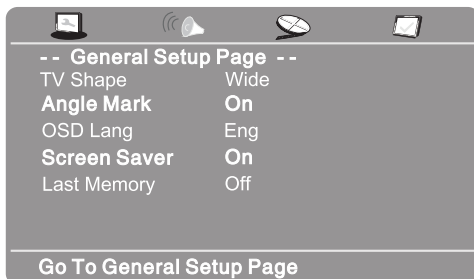 -- General Setup Page --
TV Shape Wide
Angle Mark On
OSD Lang Eng
Screen Saver On
Last Memory Off
Go To General Setup Page